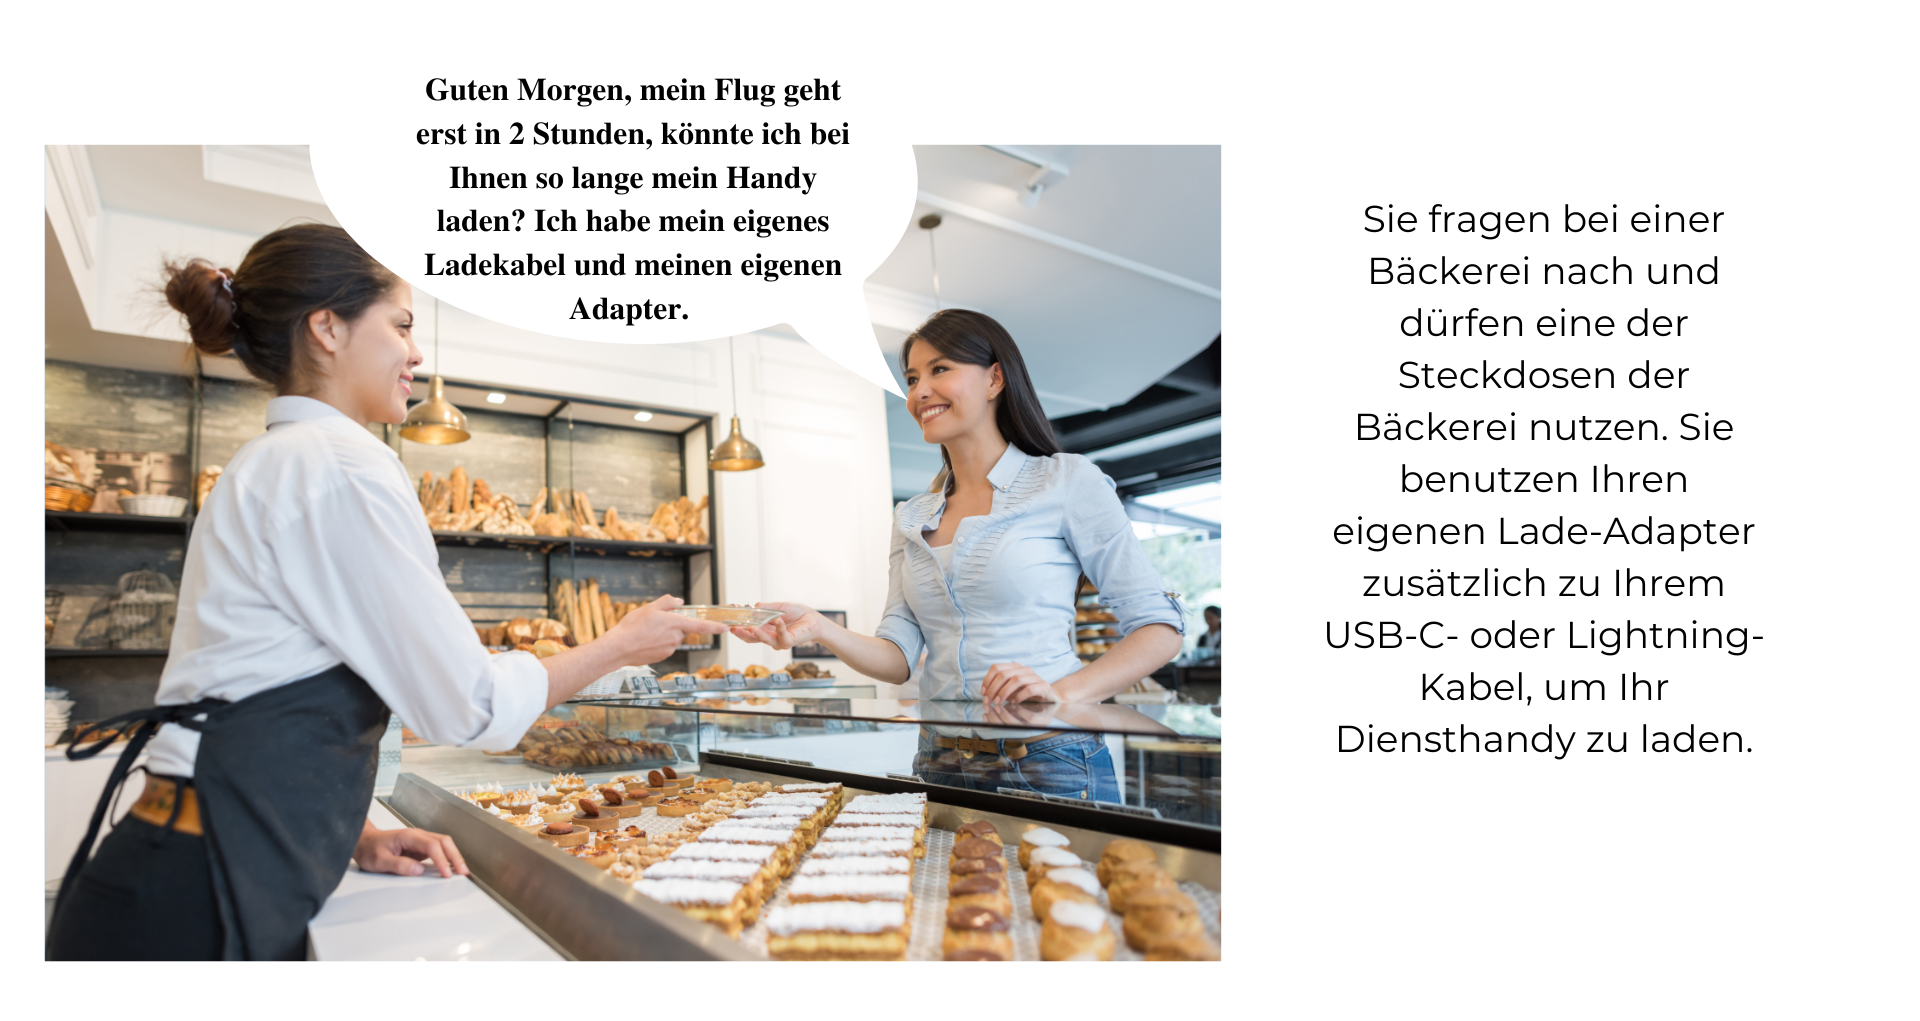 Guten Morgen, mein Flug geht
erst in 2 Stunden, könnte ich bei
Ihnen so lange mein Handy
laden? Ich habe mein eigenes
Ladekabel und meinen eigenen
Adapter.
Sie fragen bei einer
Bäckerei nach und
dürfen eine der
Steckdosen der
Bäckerei nutzen. Sie
benutzen Ihren
eigenen Lade-Adapter
zusätzlich zu Ihrem
USB-C- oder Lightning-
Kabel, um Ihr
Diensthandy zu laden.